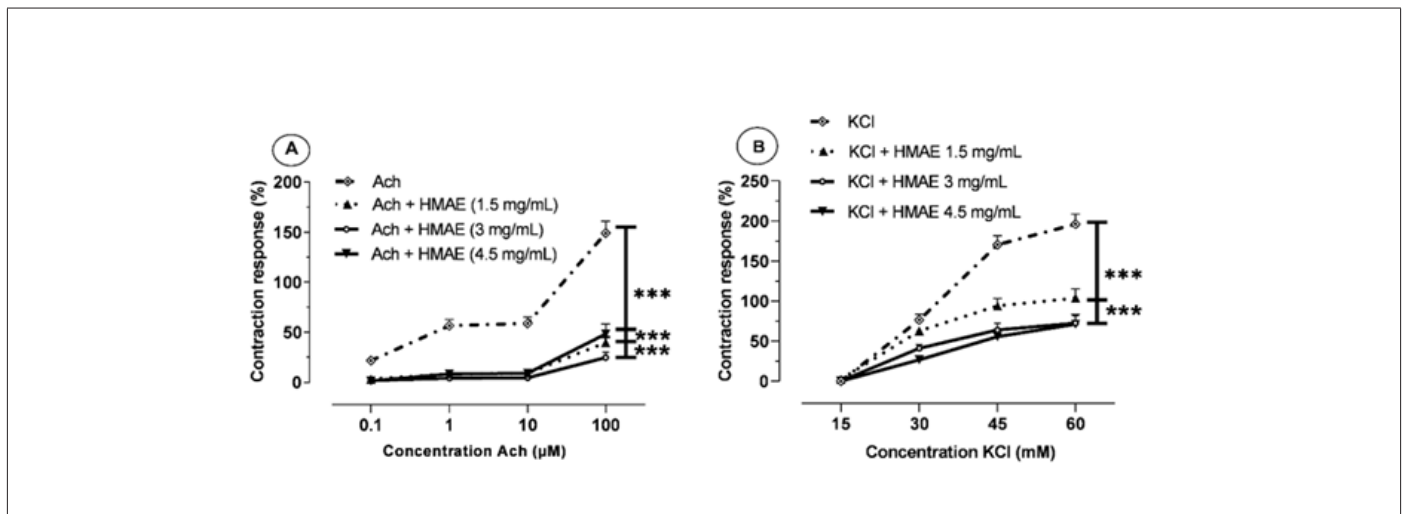 A
Contraction response (%)
200
150
100
50
0
Ach
Ach + HMAE (1.5 mg/mL)
Ach + HMAE (3 mg/mL)
Ach + HMAE (4.5 mg/mL)
***
***
***
0.1 1 10 100
Concentration Ach (µM)
B
Contraction response (%)
250
200
150
100
50
0
KCl
KCl + HMAE 1.5 mg/mL
KCl + HMAE 3 mg/mL
KCl + HMAE 4.5 mg/mL
***
***
15 30 45 60
Concentration KCl (mM)